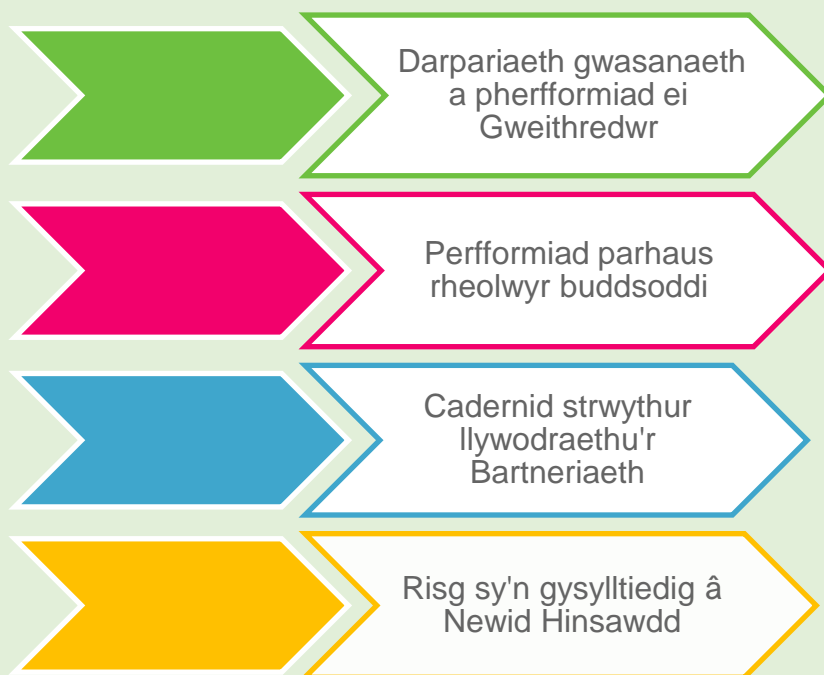 Darpariaeth gwasanaeth
a pherfformiad ei
Gweithredwr
Perfformiad parhaus
rheolwyr buddsoddi
Cadernid strwythur
llywodraethu'r
Bartneriaeth
Risg sy'n gysylltiedig â
Newid Hinsawdd